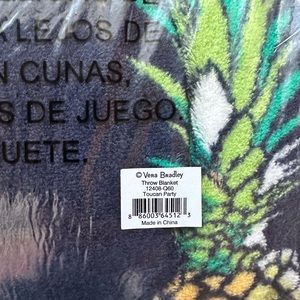 A LEJOS DE
N CUNAS,
S DE JUEGO
UETE.
© Vera Bradley
Throw Blanket
12408-Q60
Toucan Party
8 86003 64512 3
Made in China